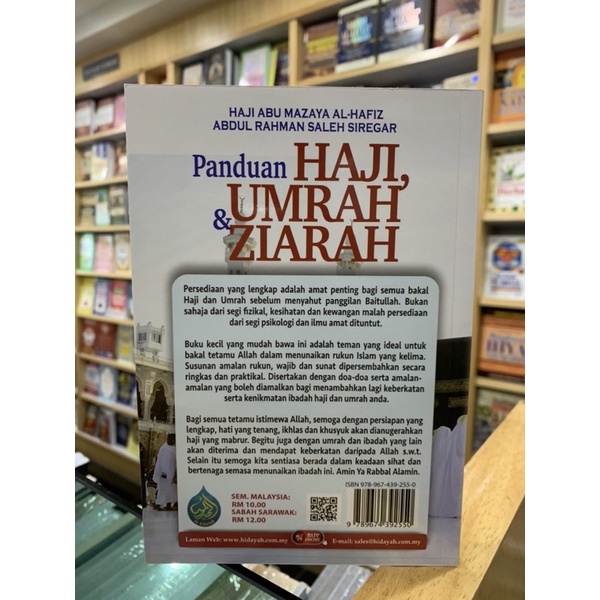 HAJI ABU MAZAYA AL-HAFIZ
ABDUL RAHMAN SALEH SIREGAR
Panduan HAJI,
UMRAH
& ZIARAH
Persediaan yang lengkap adalah amat penting bagi semua bakal
Haji dan Umrah sebelum menyahut panggilan Baitullah. Bukan
sahaja dari segi fizikal, kesihatan dan kewangan malah persediaan
dari segi psikologi dan ilmu amat dituntut.
Buku kecil yang mudah bawa ini adalah teman yang ideal untuk
bakal tetamu Allah dalam menunaikan rukun Islam yang kelima.
Susunan amalan rukun, wajib dan sunat dipersembahkan secara
ringkas dan praktikal. Disertakan dengan doa-doa serta amalan-
amalan yang boleh diamalkan bagi menambahkan lagi keberkatan
serta kenikmatan ibadah haji dan umrah anda.
Bagi semua tetamu istimewa Allah, semoga dengan persiapan yang
lengkap, hati yang tenang, ikhlas dan khusyuk akan dianugerahkan
haji yang mabrur. Begitu juga dengan umrah dan ibadah yang lain
akan diterima dan mendapat keberkatan daripada Allah s.w.t.
Selain itu semoga kita sentiasa berada dalam keadaan sihat dan
bertenaga semasa menunaikan ibadah ini. Amin Ya Rabbal Alamin.
ISBN 978-967-439-255-0
SEM. MALAYSIA:
RM 10.00
SABAH SARAWAK:
RM 12.00
9 789674 392550
Laman Web: www.hidayah.com.my
BUY ONLINE
E-mail: sales@hidayah.com.my